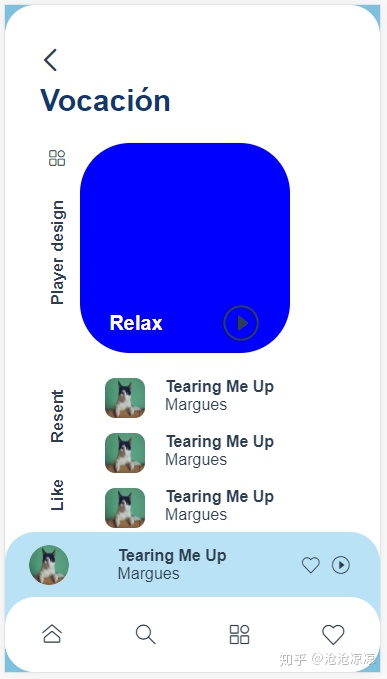 Vocación
Player design
Relax
Resent
Like
Tearing Me Up
Margues
Tearing Me Up
Margues
Tearing Me Up
Margues
Tearing Me Up
Margues
知乎 @沧沧凉凉